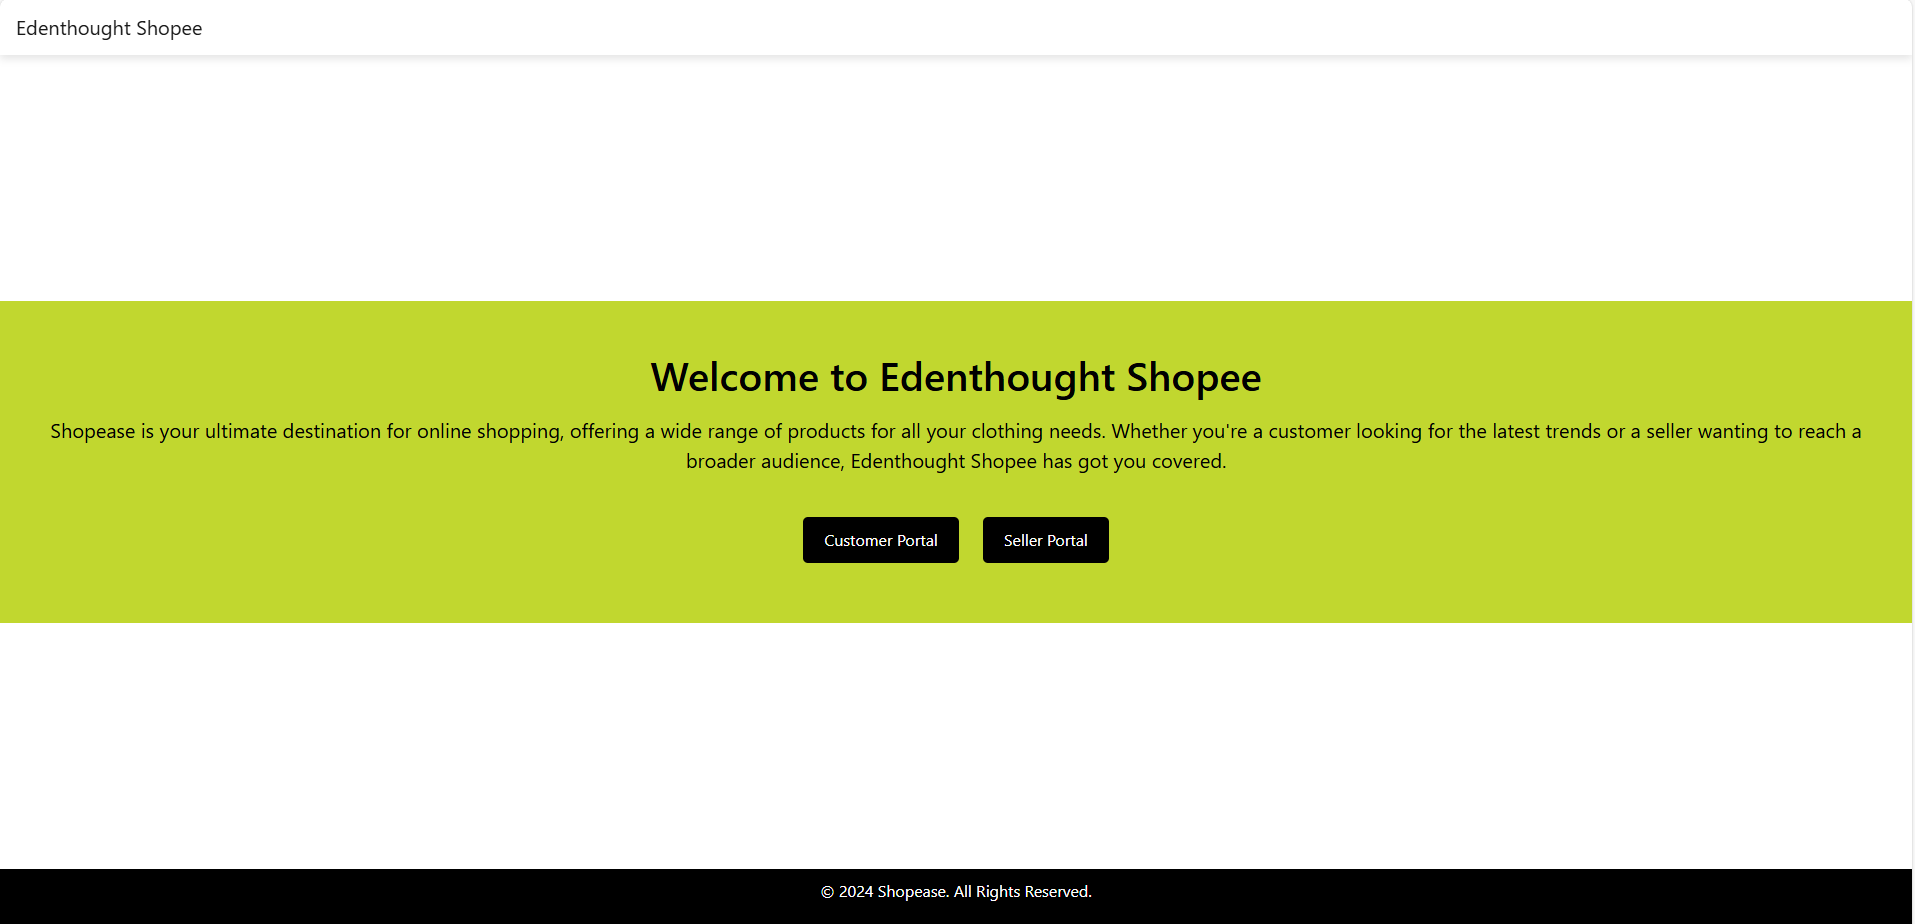 Edenthought Shopee
Welcome to Edenthought Shopee
Shopease is your ultimate destination for online shopping, offering a wide range of products for all your clothing needs. Whether you're a customer looking for the latest trends or a seller wanting to reach a
broader audience, Edenthought Shopee has got you covered.
Customer Portal
Seller Portal
© 2024 Shopease. All Rights Reserved.